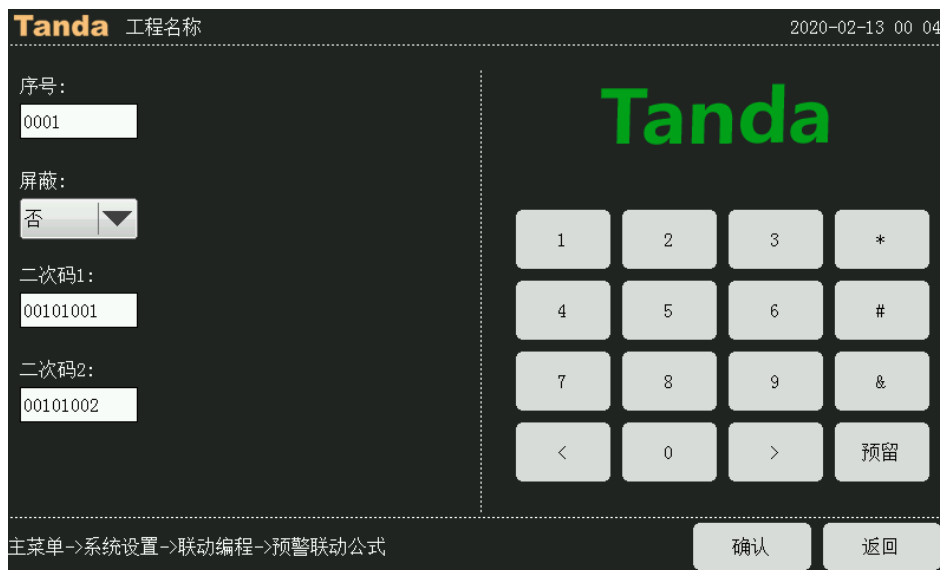 Tanda 工程名称 2020-02-13 00 04
序号:
0001
屏蔽:
否
二次码1:
00101001
二次码2:
00101002
Tanda
1 2 3 *
4 5 6 #
7 8 9 &
< 0 > 预留
主菜单->系统设置->联动编程->预警联动公式 确认 返回